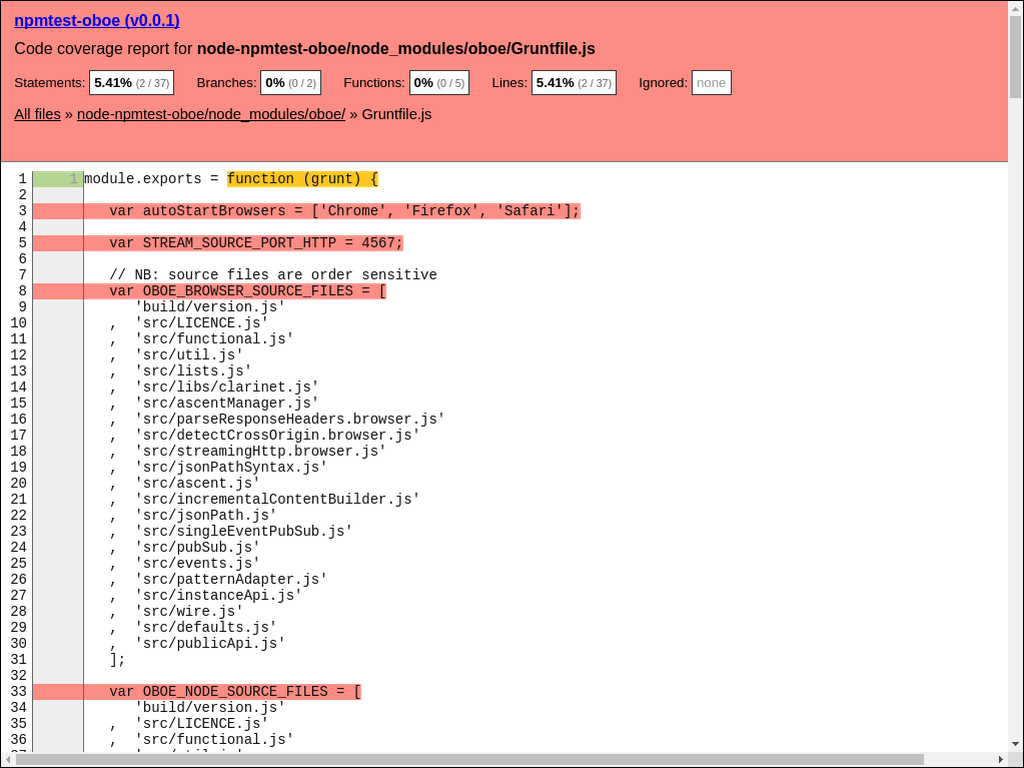 npmtest-oboe (v0.0.1)
Code coverage report for node-npmtest-oboe/node_modules/oboe/Gruntfile.js
Statements: 5.41% (2 / 37) Branches: 0% (0 / 2) Functions: 0% (0 / 5) Lines: 5.41% (2 / 37) Ignored: none
All files » node-npmtest-oboe/node_modules/oboe/ » Gruntfile.js
1 1 module.exports = function (grunt) {
2
3 var autoStartBrowsers = ['Chrome', 'Firefox', 'Safari'];
4
5 var STREAM_SOURCE_PORT_HTTP = 4567;
6
7 // NB: source files are order sensitive
8 var OBOE_BROWSER_SOURCE_FILES = [
9 'build/version.js'
10 , 'src/LICENCE.js'
11 , 'src/functional.js'
12 , 'src/util.js'
13 , 'src/lists.js'
14 , 'src/libs/clarinet.js'
15 , 'src/ascentManager.js'
16 , 'src/parseResponseHeaders.browser.js'
17 , 'src/detectCrossOrigin.browser.js'
18 , 'src/streamingHttp.browser.js'
19 , 'src/jsonPathSyntax.js'
20 , 'src/ascent.js'
21 , 'src/incrementalContentBuilder.js'
22 , 'src/jsonPath.js'
23 , 'src/singleEventPubSub.js'
24 , 'src/pubSub.js'
25 , 'src/events.js'
26 , 'src/patternAdapter.js'
27 , 'src/instanceApi.js'
28 , 'src/wire.js'
29 , 'src/defaults.js'
30 , 'src/publicApi.js'
31 ];
32
33 var OBOE_NODE_SOURCE_FILES = [
34 'build/version.js'
35 , 'src/LICENCE.js'
36 , 'src/functional.js'